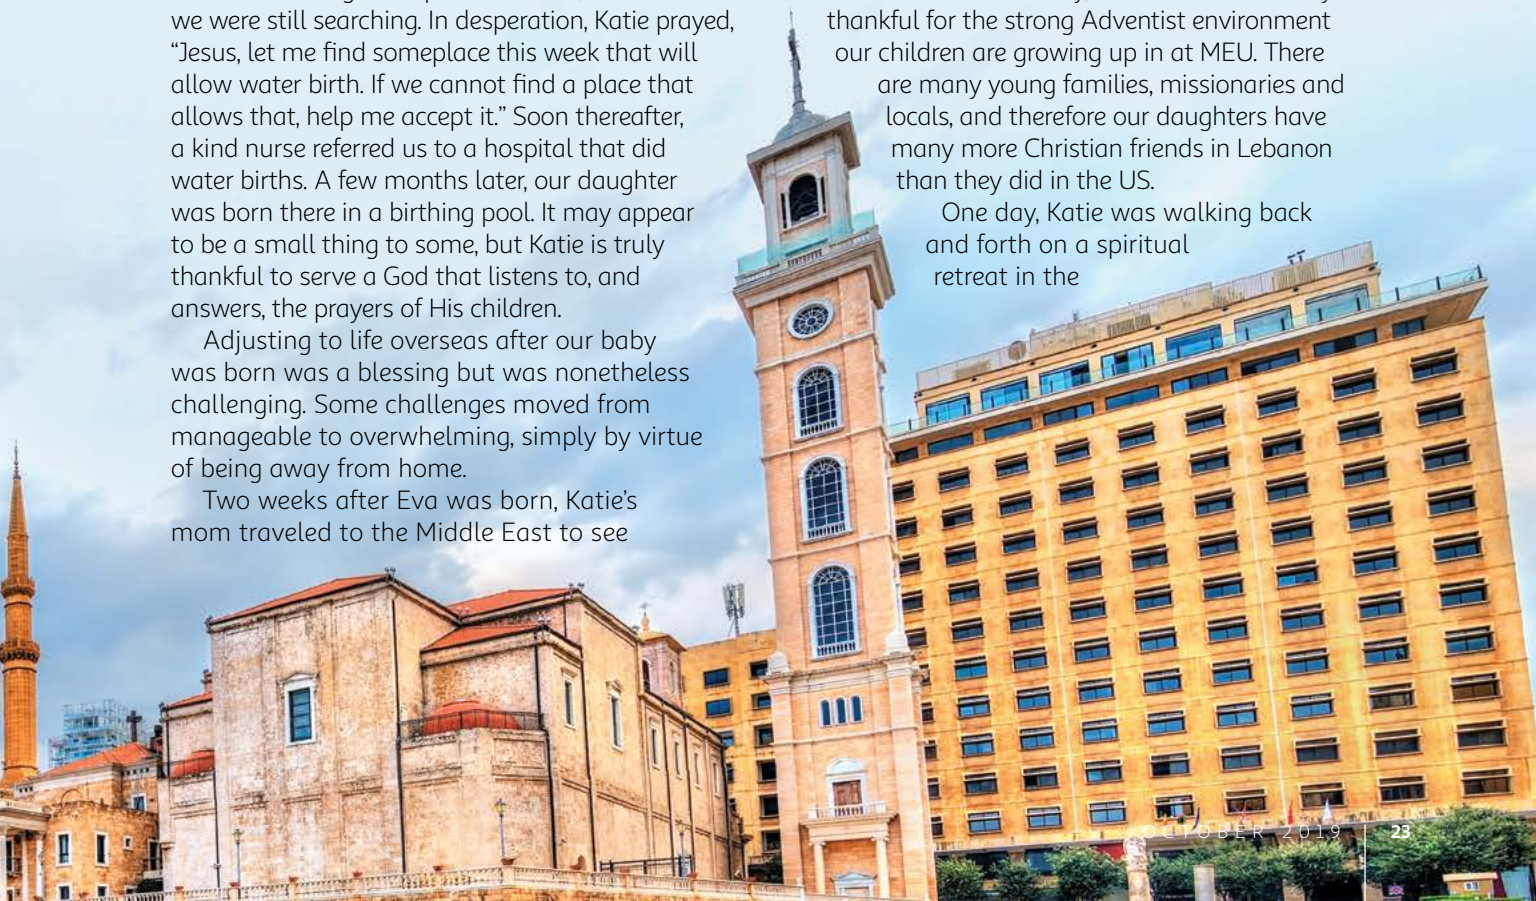 we were still searching. In desperation, Katie prayed,
“Jesus, let me find someplace this week that will
allow water birth. If we cannot find a place that
allows that, help me accept it.” Soon thereafter,
a kind nurse referred us to a hospital that did
water births. A few months later, our daughter
was born there in a birthing pool. It may appear
to be a small thing to some, but Katie is truly
thankful to serve a God that listens to, and
answers, the prayers of His children.
Adjusting to life overseas after our baby
was born was a blessing but was nonetheless
challenging. Some challenges moved from
manageable to overwhelming, simply by virtue
of being away from home.
Two weeks after Eva was born, Katie’s
mom traveled to the Middle East to see
thankful for the strong Adventist environment
our children are growing up in at MEU. There
are many young families, missionaries and
locals, and therefore our daughters have
many more Christian friends in Lebanon
than they did in the US.
One day, Katie was walking back
and forth on a spiritual
retreat in the
OCTOBER 2019 23